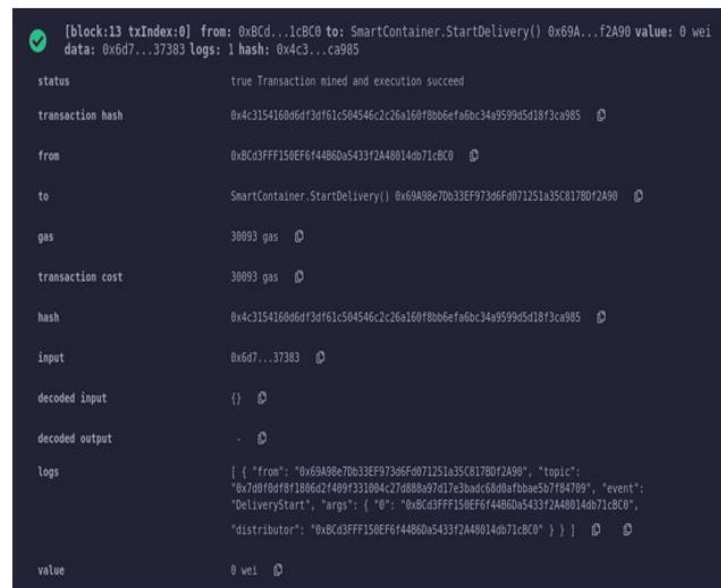 [block:13 txIndex:0] from: 0xBCd...1cBC0 to: SmartContainer.StartDelivery() 0x69A...f2A90 value: 0 wei
data: 0x6d7...37383 logs: 1 hash: 0x4c3...ca985
status true Transaction mined and execution succeed
transaction hash 0x4c3154160d6df3df61c504546c2c26a160f8bb6efa6bc34a9599d5d18f3ca985
from 0xBCd3FFF150EF6f44B6Da5433f2A48014db71cBC0
to SmartContainer.StartDelivery() 0x69A98e7Db33EF973d6Fd071251a35C817BDf2A90
gas 30093 gas
transaction cost 30093 gas
hash 0x4c3154160d6df3df61c504546c2c26a160f8bb6efa6bc34a9599d5d18f3ca985
input 0x6d7...37383
decoded input {}
decoded output -
logs [ { "from": "0x69A98e7Db33EF973d6Fd071251a35C817BDf2A90", "topic":
"0x7d0f0df8f1806d2f409f331004c27d888a97d17e3badc68d0afbbae5b7f84709", "event":
"DeliveryStart", "args": { "0": "0xBCd3FFF150EF6f44B6Da5433f2A48014db71cBC0",
"distributor": "0xBCd3FFF150EF6f44B6Da5433f2A48014db71cBC0" } } ]
value 0 wei